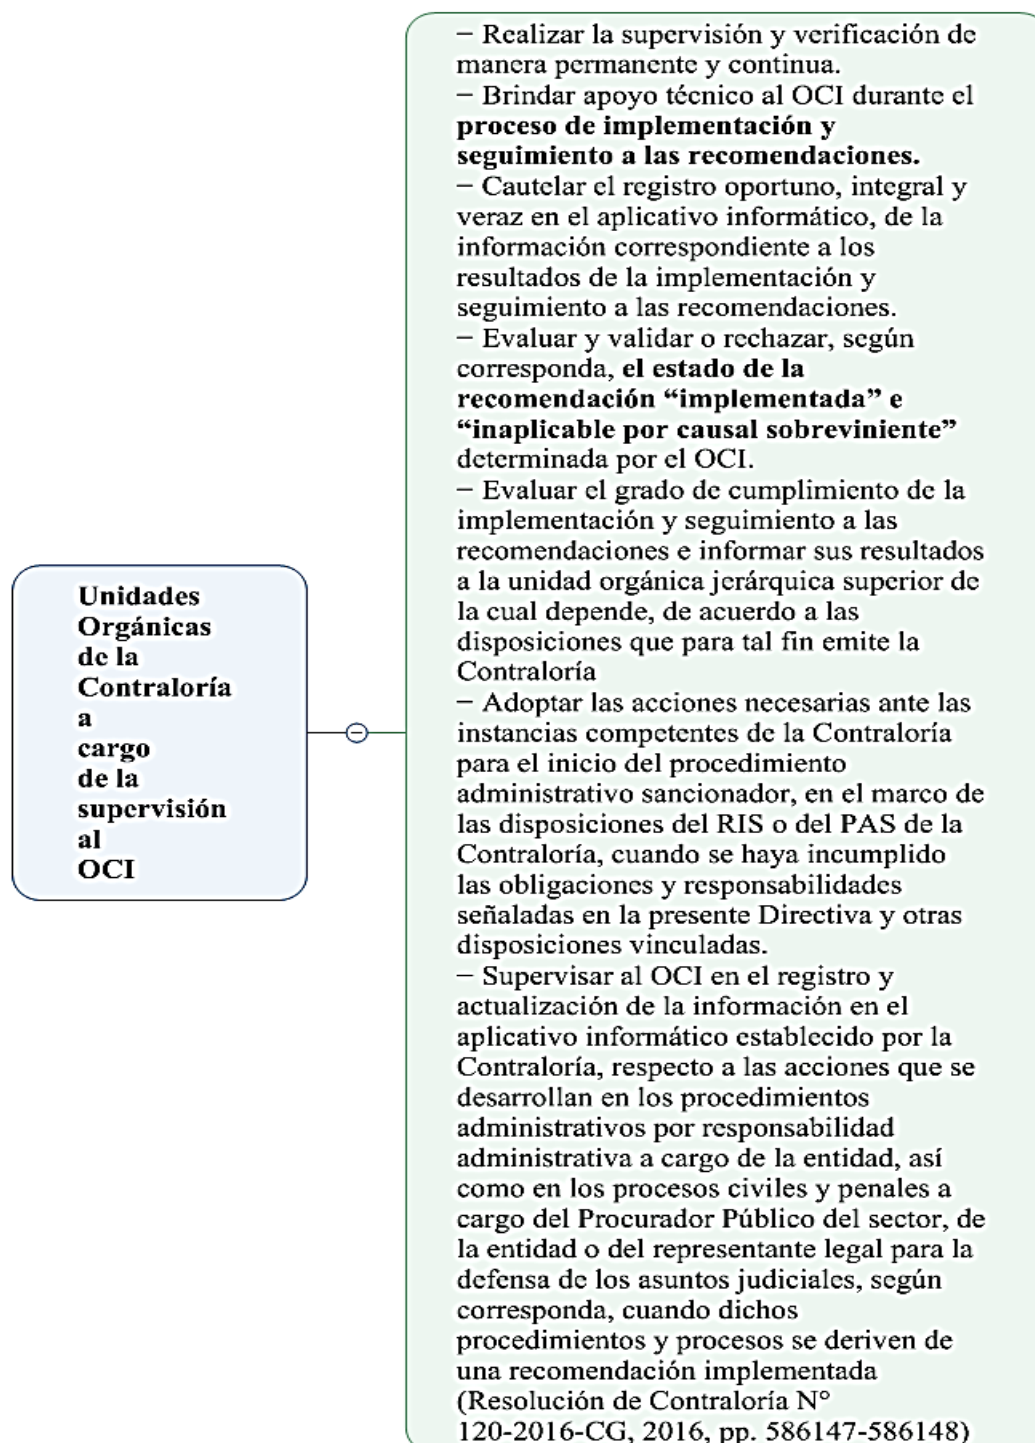 Unidades
Orgánicas
de la
Contraloría
a
cargo
de la
supervisión
al
OCI
– Realizar la supervisión y verificación de
manera permanente y continua.
– Brindar apoyo técnico al OCI durante el
proceso de implementación y
seguimiento a las recomendaciones.
– Cautelar el registro oportuno, integral y
veraz en el aplicativo informático, de la
información correspondiente a los
resultados de la implementación y
seguimiento a las recomendaciones.
– Evaluar y validar o rechazar, según
corresponda, el estado de la
recomendación “implementada” e
“inaplicable por causal sobreviniente”
determinada por el OCI.
– Evaluar el grado de cumplimiento de la
implementación y seguimiento a las
recomendaciones e informar sus resultados
a la unidad orgánica jerárquica superior de
la cual depende, de acuerdo a las
disposiciones que para tal fin emite la
Contraloría
– Adoptar las acciones necesarias ante las
instancias competentes de la Contraloría
para el inicio del procedimiento
administrativo sancionador, en el marco de
las disposiciones del RIS o del PAS de la
Contraloría, cuando se haya incumplido
las obligaciones y responsabilidades
señaladas en la presente Directiva y otras
disposiciones vinculadas.
– Supervisar al OCI en el registro y
actualización de la información en el
aplicativo informático establecido por la
Contraloría, respecto a las acciones que se
desarrollan en los procedimientos
administrativos por responsabilidad
administrativa a cargo de la entidad, así
como en los procesos civiles y penales a
cargo del Procurador Público del sector, de
la entidad o del representante legal para la
defensa de los asuntos judiciales, según
corresponda, cuando dichos
procedimientos y procesos se deriven de
una recomendación implementada
(Resolución de Contraloría N°
120-2016-CG, 2016, pp. 586147-586148)